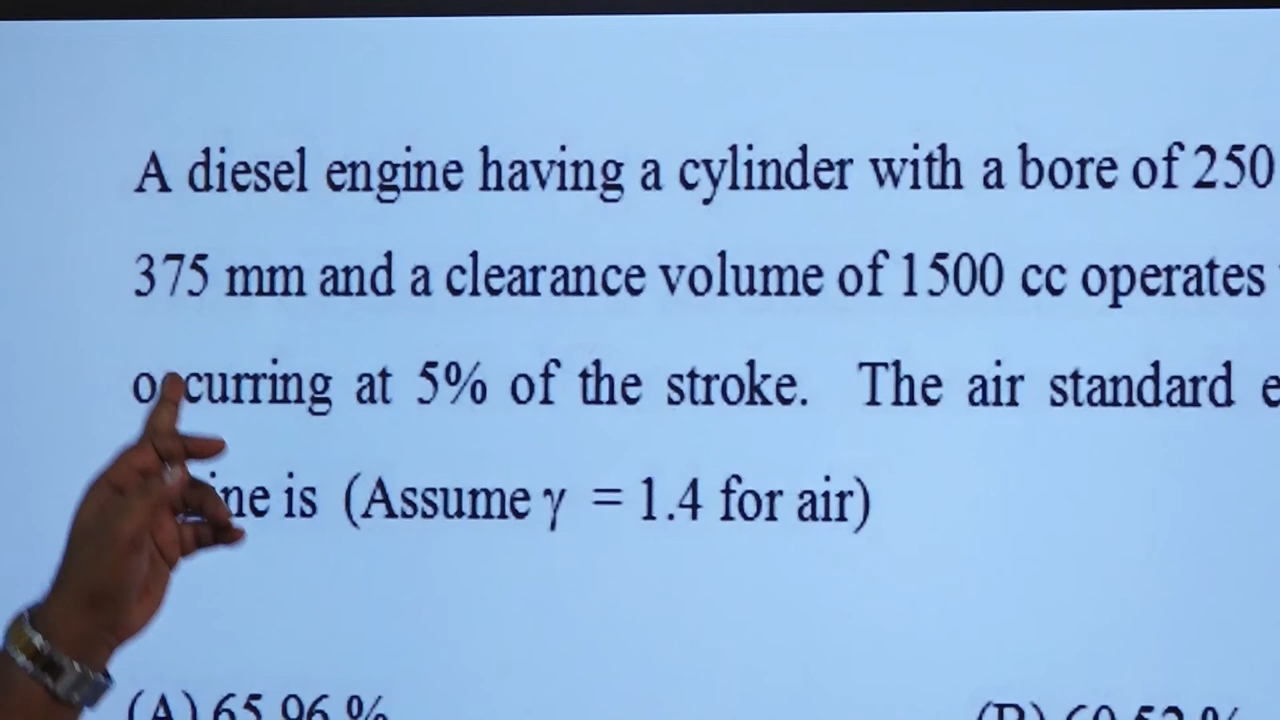 A diesel engine having a cylinder with a bore of 250
375 mm and a clearance volume of 1500 cc operates
occurring at 5% of the stroke. The air standard e
ine is (Assume γ = 1.4 for air)
(A) 65.96 %